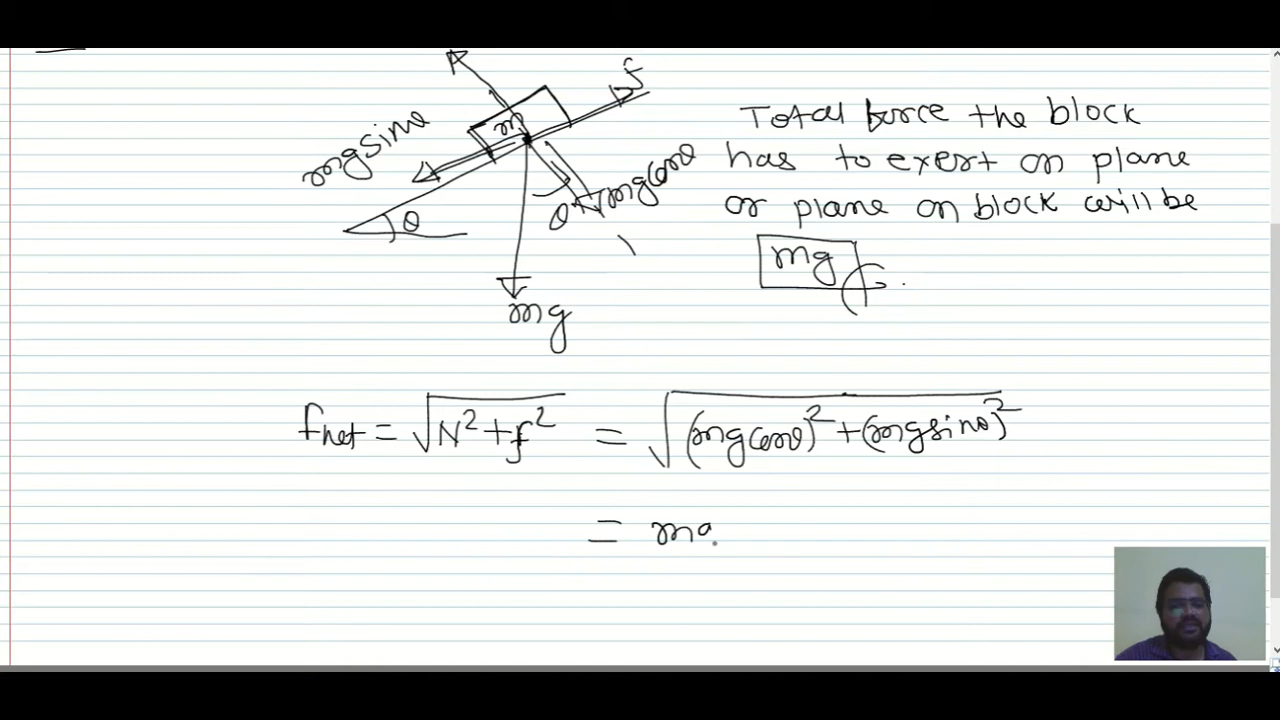 f
m
mgsinθ
mgcosθ
θ
θ
mg
Total force the block
has to exert on plane
or plane on block will be
mg
fnet = √N²+f² = √(mgcosθ)²+(mgsinθ)²
= mg